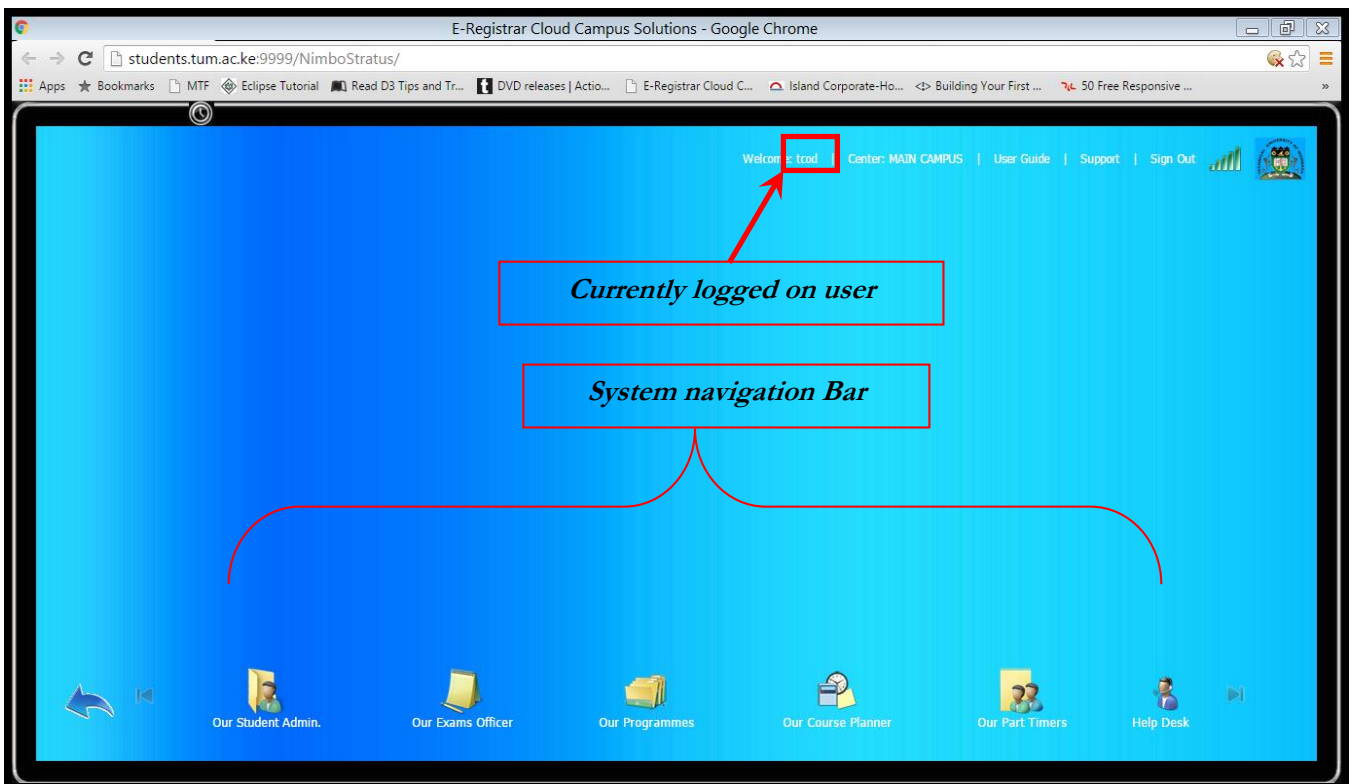 E-Registrar Cloud Campus Solutions - Google Chrome
students.tum.ac.ke:9999/NimboStratus/
Apps Bookmarks MTF Eclipse Tutorial Read D3 Tips and Tr... DVD releases | Actio... E-Registrar Cloud C... Island Corporate-Ho... Building Your First ... 50 Free Responsive ... »
Welcome: tcod | Center: MAIN CAMPUS | User Guide | Support | Sign Out
Currently logged on user
System navigation Bar
Our Student Admin. Our Exams Officer Our Programmes Our Course Planner Our Part Timers Help Desk